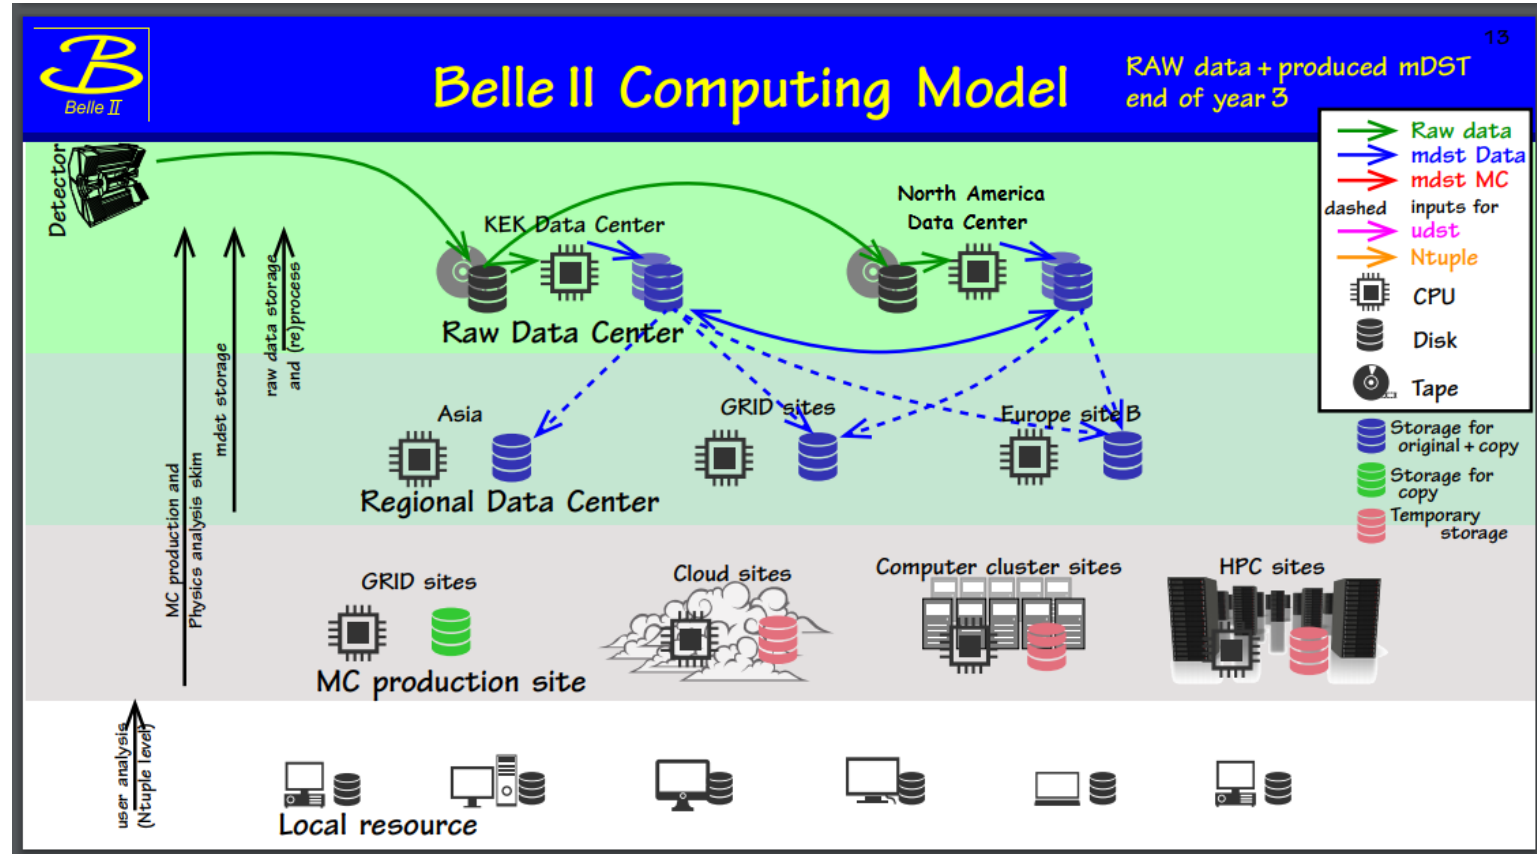 13
Belle II
Belle II Computing Model
RAW data + produced mDST
end of year 3
Raw data
mdst Data
mdst MC
dashed inputs for
udst
Ntuple
CPU
Disk
Tape
Storage for
original + copy
Storage for
copy
Temporary
storage
Detector
KEK Data Center
North America
Data Center
Raw Data Center
raw data storage
and (re)process
mdst storage
MC production and
Physics analysis skim
Asia
GRID sites
Europe site B
Regional Data Center
GRID sites
Cloud sites
Computer cluster sites
HPC sites
MC production site
user analysis
(Ntuple level)
Local resource